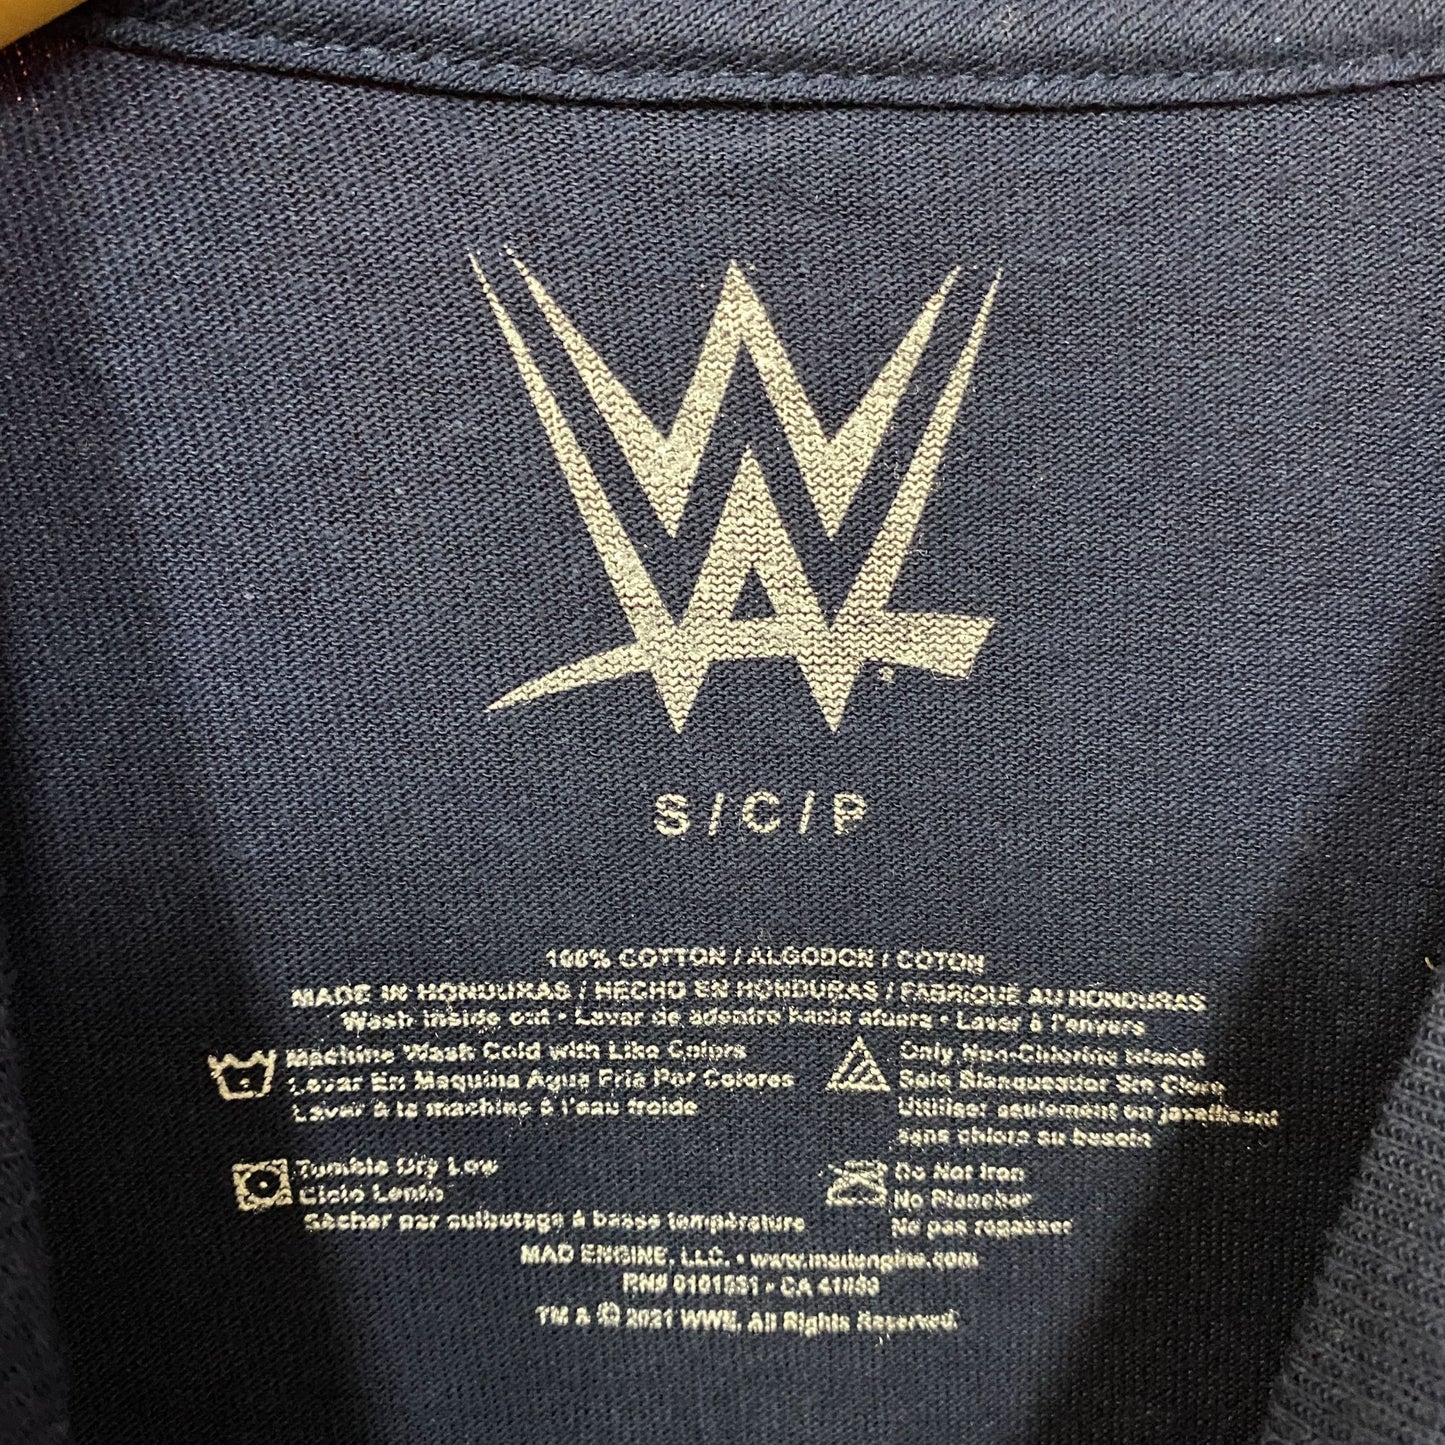 W
S / C / P
100% COTTON / ALGODON / COTON
MADE IN HONDURAS / HECHO EN HONDURAS / FABRIQUE AU HONDURAS
Wash inside out • Lavar de adentro hacia afuera • Laver à l'envers
Machine Wash Cold with Like Colors
Lavar En Maquina Agua Fria Por Colores
Laver à la machine à l'eau froide
Only Non-Chlorine bleach
Solo Blanqueador Sin Cloro
Utiliser seulement en javellisant
sans chlore au besoin
Tumble Dry Low
Ciclo Lento
Sécher par culbutage à basse température
Do Not Iron
No Planchar
Ne pas repasser
MAD ENGINE, LLC. • www.madengine.com
RN# • CA
TM & © 2021 WWE. All Rights Reserved.